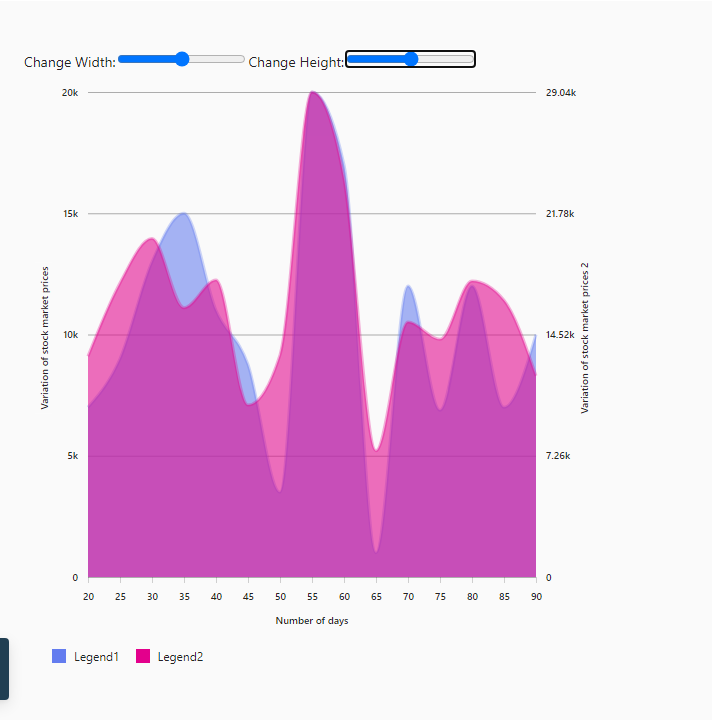 Change Width: Change Height:
20k 29.04k
15k 21.78k
10k 14.52k
5k 7.26k
0 0
Variation of stock market prices
Variation of stock market prices 2
20 25 30 35 40 45 50 55 60 65 70 75 80 85 90
Number of days
Legend1 Legend2